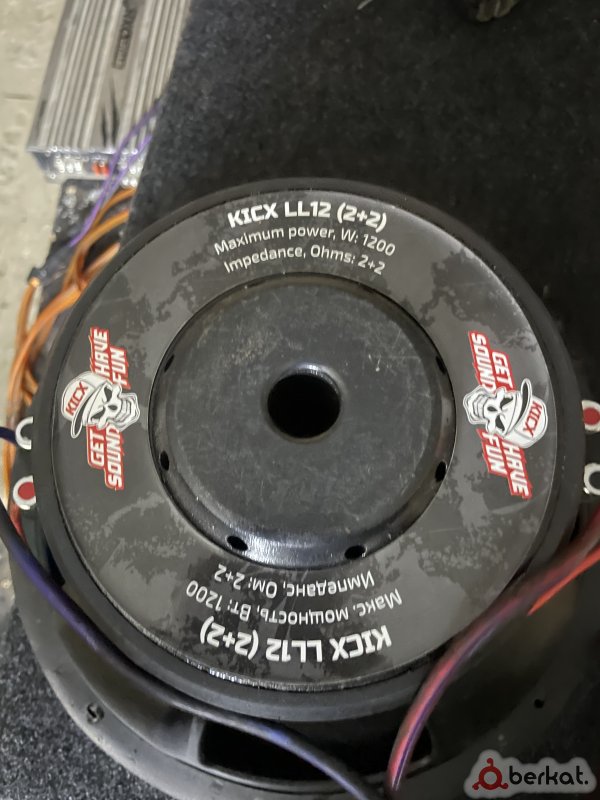 KICX LL12 (2+2)
Maximum power, W: 1200
Impedance, Ohms: 2+2
KICX
GET SOUND
HAVE FUN
GET SOUND
HAVE FUN
KICX
KICX LL12 (2+2)
Макс. мощность, Вт: 1200
Импеданс, Ом: 2+2
berkat.